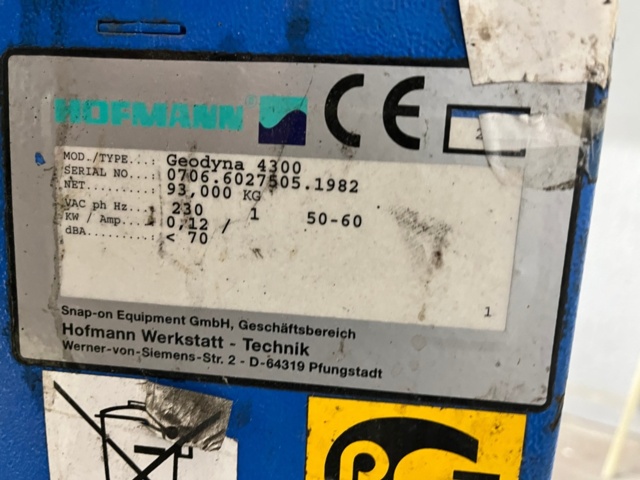 HOFMANN®
CE
2
MOD./TYPE...: Geodyna 4300
SERIAL NO...: 0706.6027505.1982
NET.........: 93,000 KG
VAC ph Hz...: 230 1 50-60
KW / Amp....: 0,12 /
dBA.........: < 70
1
Snap-on Equipment GmbH, Geschäftsbereich
Hofmann Werkstatt - Technik
Werner-von-Siemens-Str. 2 - D-64319 Pfungstadt